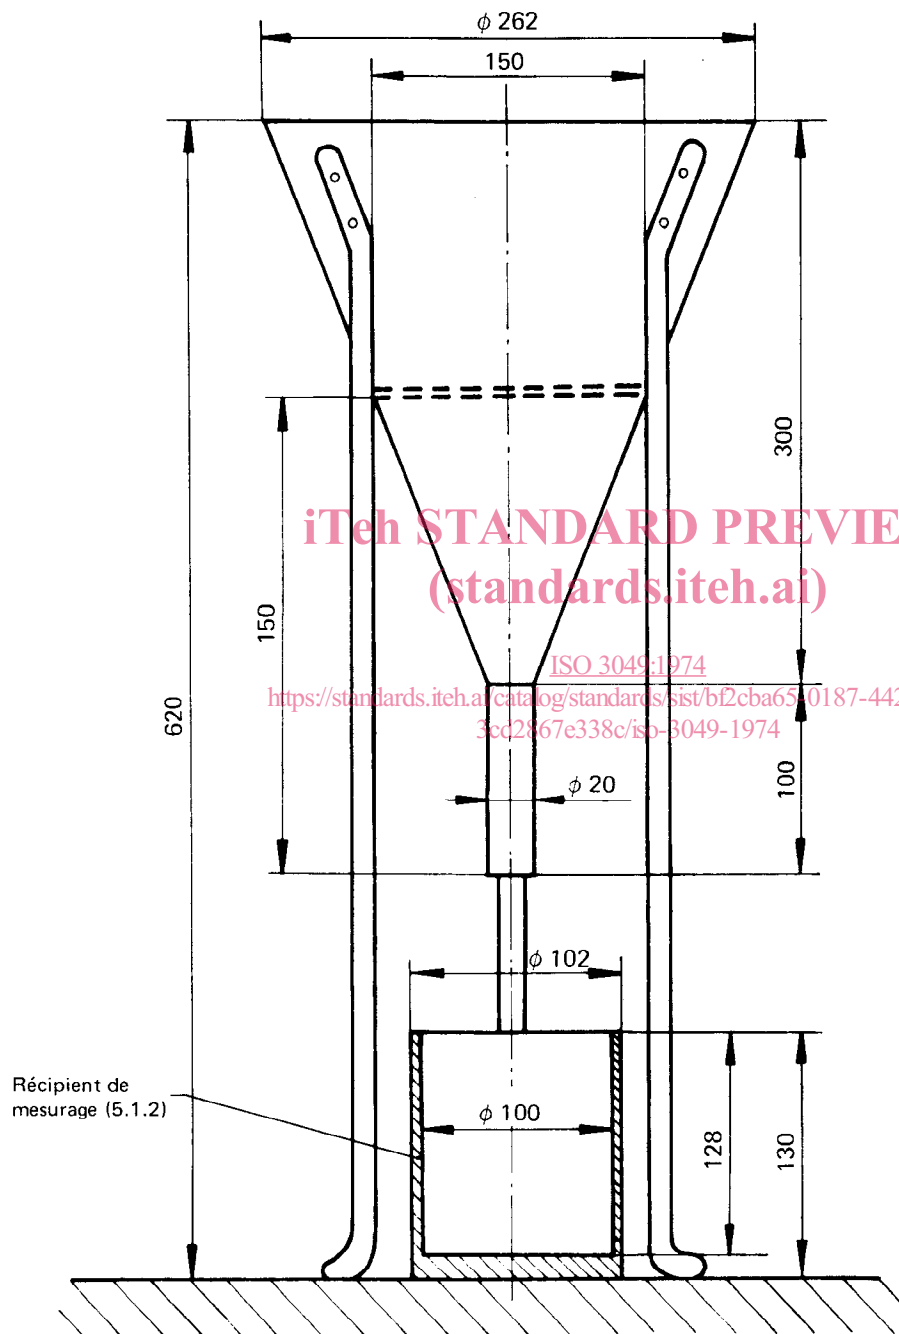 ϕ 262
150
300
iTeh STANDARD PREVIE
(standards.iteh.ai)
150
ISO 3049:1974
https://standards.iteh.ai/catalog/standards/sist/bf2cba65-0187-442
3cd2867e338c/iso-3049-1974
620
100
ϕ 20
ϕ 102
Récipient de
mesurage (5.1.2)
ϕ 100
128
130